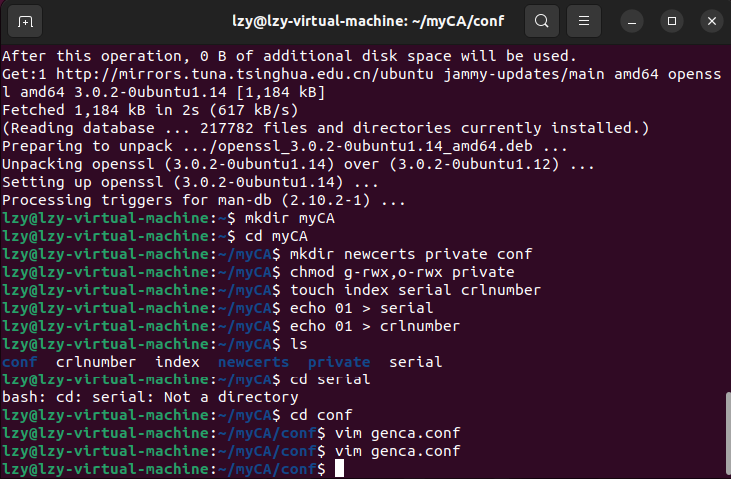 lzy@lzy-virtual-machine: ~/myCA/conf
After this operation, 0 B of additional disk space will be used.
Get:1 http://mirrors.tuna.tsinghua.edu.cn/ubuntu jammy-updates/main amd64 openss
l amd64 3.0.2-0ubuntu1.14 [1,184 kB]
Fetched 1,184 kB in 2s (617 kB/s)
(Reading database ... 217782 files and directories currently installed.)
Preparing to unpack .../openssl_3.0.2-0ubuntu1.14_amd64.deb ...
Unpacking openssl (3.0.2-0ubuntu1.14) over (3.0.2-0ubuntu1.12) ...
Setting up openssl (3.0.2-0ubuntu1.14) ...
Processing triggers for man-db (2.10.2-1) ...
lzy@lzy-virtual-machine:~$ mkdir myCA
lzy@lzy-virtual-machine:~$ cd myCA
lzy@lzy-virtual-machine:~/myCA$ mkdir newcerts private conf
lzy@lzy-virtual-machine:~/myCA$ chmod g-rwx,o-rwx private
lzy@lzy-virtual-machine:~/myCA$ touch index serial crlnumber
lzy@lzy-virtual-machine:~/myCA$ echo 01 > serial
lzy@lzy-virtual-machine:~/myCA$ echo 01 > crlnumber
lzy@lzy-virtual-machine:~/myCA$ ls
conf  crlnumber  index  newcerts  private  serial
lzy@lzy-virtual-machine:~/myCA$ cd serial
bash: cd: serial: Not a directory
lzy@lzy-virtual-machine:~/myCA$ cd conf
lzy@lzy-virtual-machine:~/myCA/conf$ vim genca.conf
lzy@lzy-virtual-machine:~/myCA/conf$ vim genca.conf
lzy@lzy-virtual-machine:~/myCA/conf$